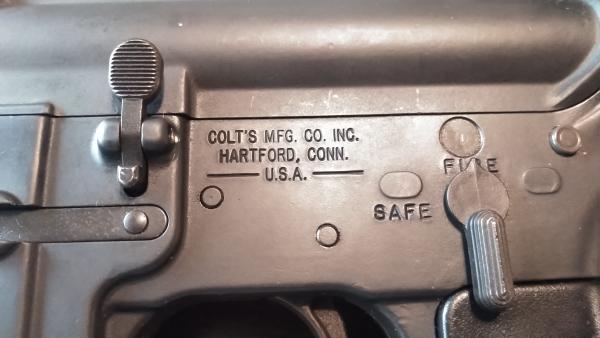 COLT'S MFG. CO. INC.
HARTFORD, CONN.
U.S.A.
FIRE
SAFE